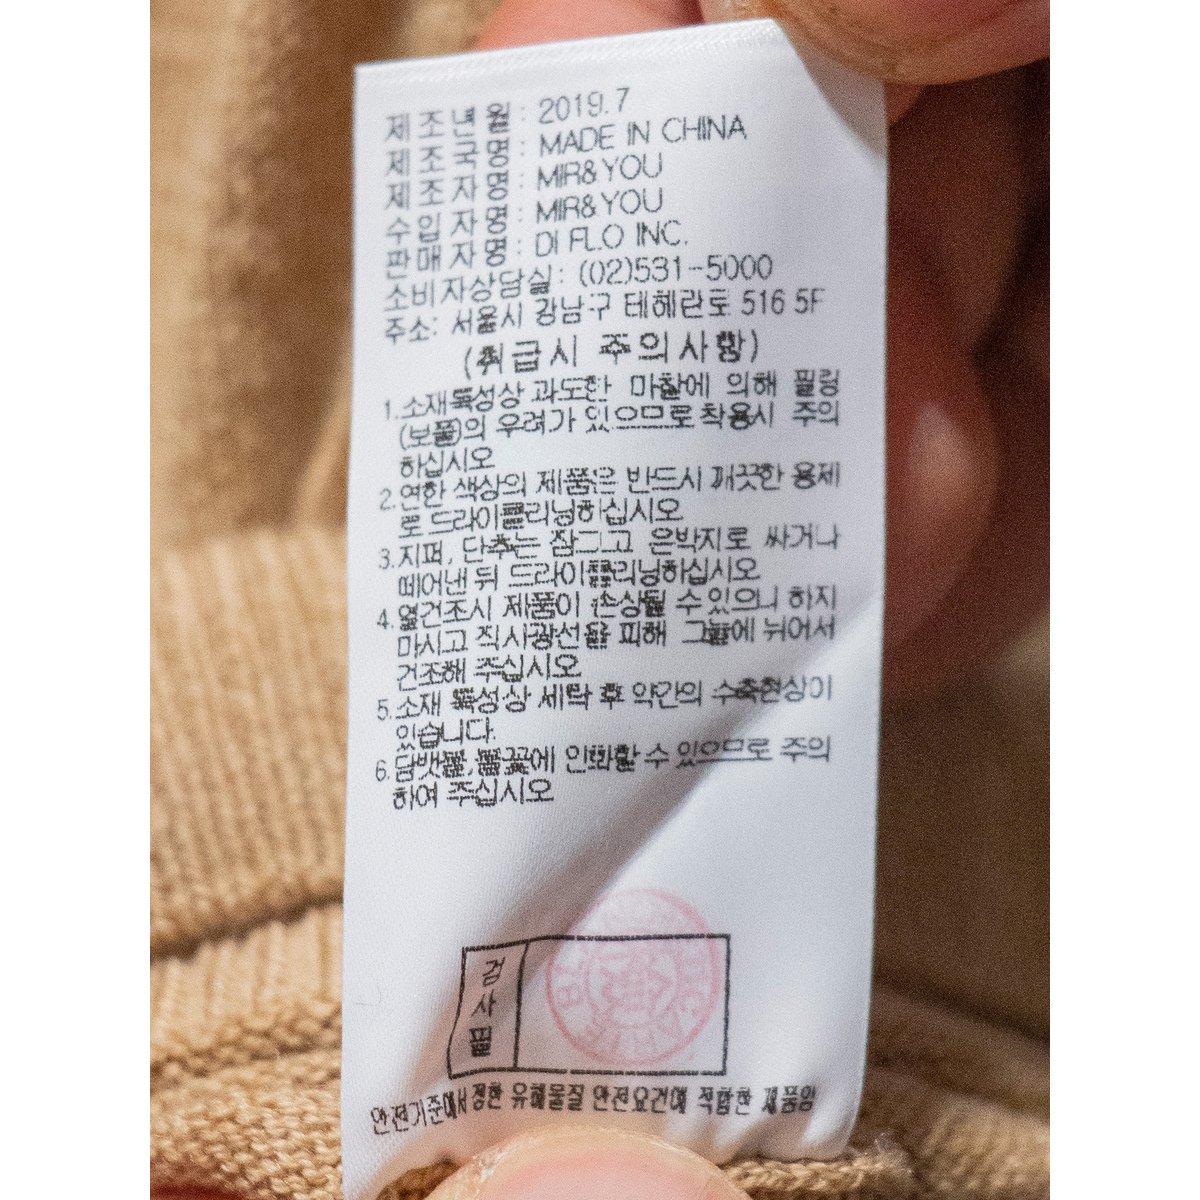 제조년월: 2019.7
제조국명: MADE IN CHINA
제조자명: MIR&YOU
수입자명: MIR&YOU
판매자명: DI FLO INC.
소비자상담실: (02)531-5000
주소: 서울시 강남구 테헤란로 516 5F
(취급시 주의사항)
1.소재특성상 과도한 마찰에 의해 필링
(보풀)의 우려가 있으므로 착용시 주의
하십시오
2.연한 색상의 제품은 반드시 깨끗한 용제
로 드라이클리닝하십시오
3.지퍼, 단추는 잠그고 은박지로 싸거나
떼어낸 뒤 드라이클리닝하십시오
4.열건조시 제품이 손상될 수있으니 하지
마시고 직사광선을 피해 그늘에 뉘어서
건조해 주십시오
5.소재 특성상 세탁 후 약간의 수축현상이
있습니다.
6.담뱃불,불꽃에 인화할 수 있으므로 주의
하여 주십시오
검사필
안전기준에서 정한 유해물질 안전요건에 적합한 제품임